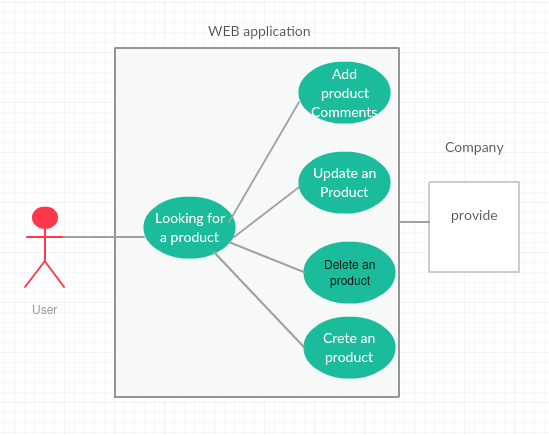 WEB application
Add
product
Comments
Company
Update an
Product
provide
Looking for
a product
Delete an
product
User
Crete an
product